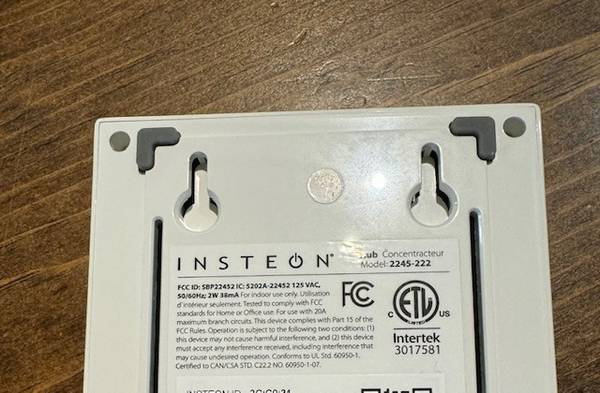 INSTEON®
Hub Concentrateur
Model: 2245-222
FCC ID: SBP22452 IC: 5202A-22452 125 VAC,
50/60Hz; 2W 38mA For indoor use only. Utilisation
d'intérieur seulement. Tested to comply with FCC
standards for Home or Office use. For use with 20A
maximum branch circuits. This device complies with Part 15 of the
FCC Rules. Operation is subject to the following two conditions: (1)
this device may not cause harmful interference, and (2) this device
must accept any interference received, including interference that
may cause undesired operation. Conforms to UL Std. 60950-1.
Certified to CAN/CSA STD. C22.2 NO. 60950-1-07.
FC
C ETL US
Intertek
3017581
INSTEON ID